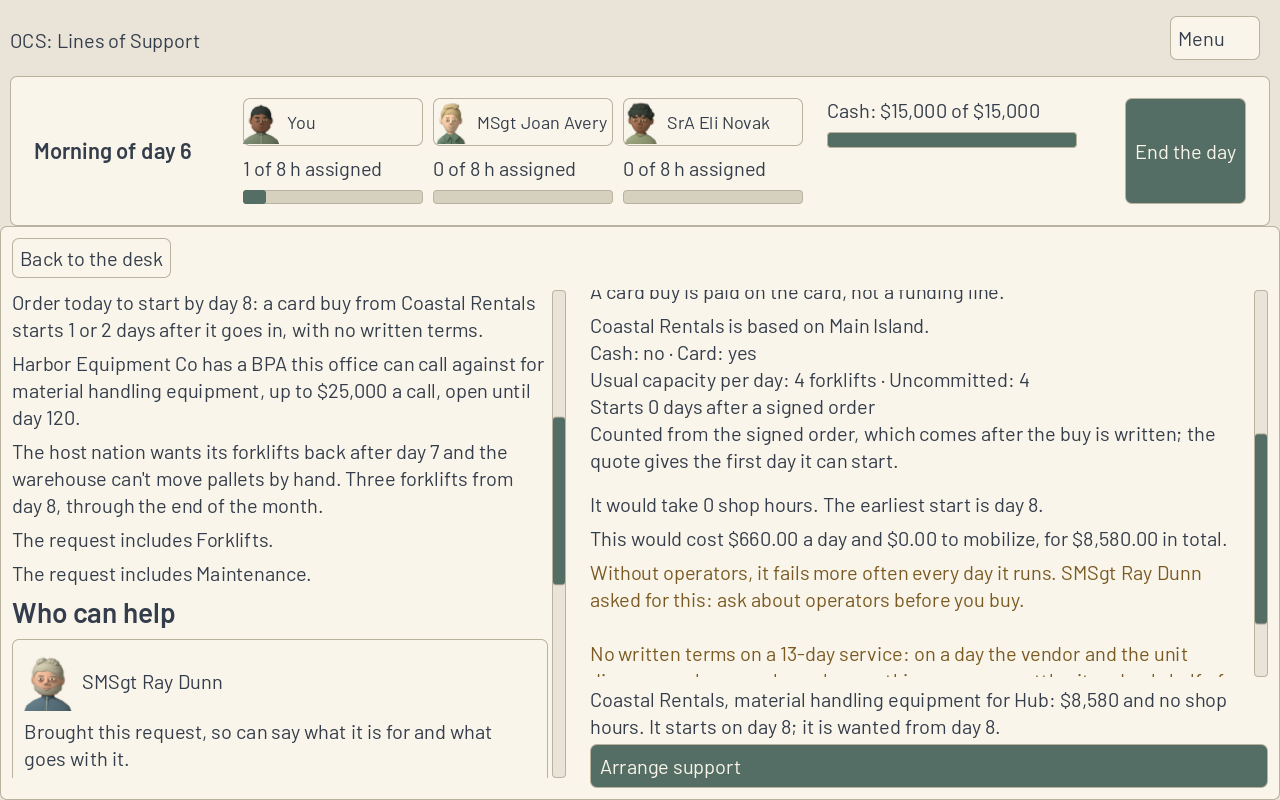 OCS: Lines of Support
Menu
Morning of day 6
You
1 of 8 h assigned
MSgt Joan Avery
0 of 8 h assigned
SrA Eli Novak
0 of 8 h assigned
Cash: $15,000 of $15,000
End the day
Back to the desk
Order today to start by day 8: a card buy from Coastal Rentals
starts 1 or 2 days after it goes in, with no written terms.
Harbor Equipment Co has a BPA this office can call against for
material handling equipment, up to $25,000 a call, open until
day 120.
The host nation wants its forklifts back after day 7 and the
warehouse can't move pallets by hand. Three forklifts from
day 8, through the end of the month.
The request includes Forklifts.
The request includes Maintenance.
Who can help
SMSgt Ray Dunn
Brought this request, so can say what it is for and what
goes with it.
A card buy is paid on the card, not a funding line.
Coastal Rentals is based on Main Island.
Cash: no · Card: yes
Usual capacity per day: 4 forklifts · Uncommitted: 4
Starts 0 days after a signed order
Counted from the signed order, which comes after the buy is written; the
quote gives the first day it can start.
It would take 0 shop hours. The earliest start is day 8.
This would cost $660.00 a day and $0.00 to mobilize, for $8,580.00 in total.
Without operators, it fails more often every day it runs. SMSgt Ray Dunn
asked for this: ask about operators before you buy.
No written terms on a 13-day service: on a day the vendor and the unit
Coastal Rentals, material handling equipment for Hub: $8,580 and no shop
hours. It starts on day 8; it is wanted from day 8.
Arrange support